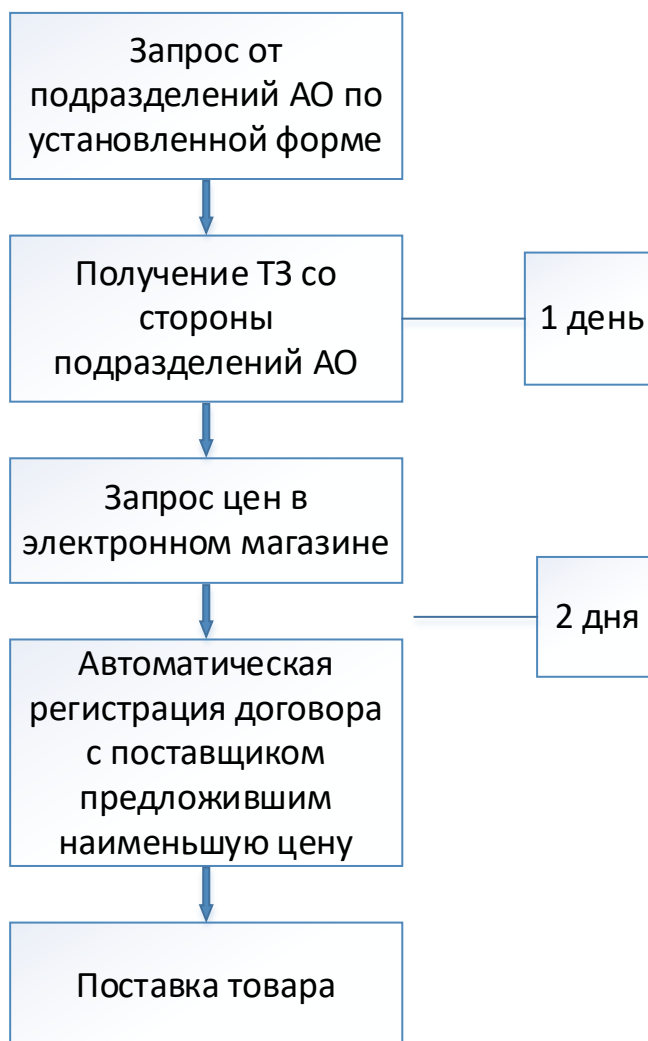 Запрос от
подразделений АО по
установленной форме
Получение ТЗ со
стороны
подразделений АО
1 день
Запрос цен в
электронном магазине
2 дня
Автоматическая
регистрация договора
с поставщиком
предложившим
наименьшую цену
Поставка товара